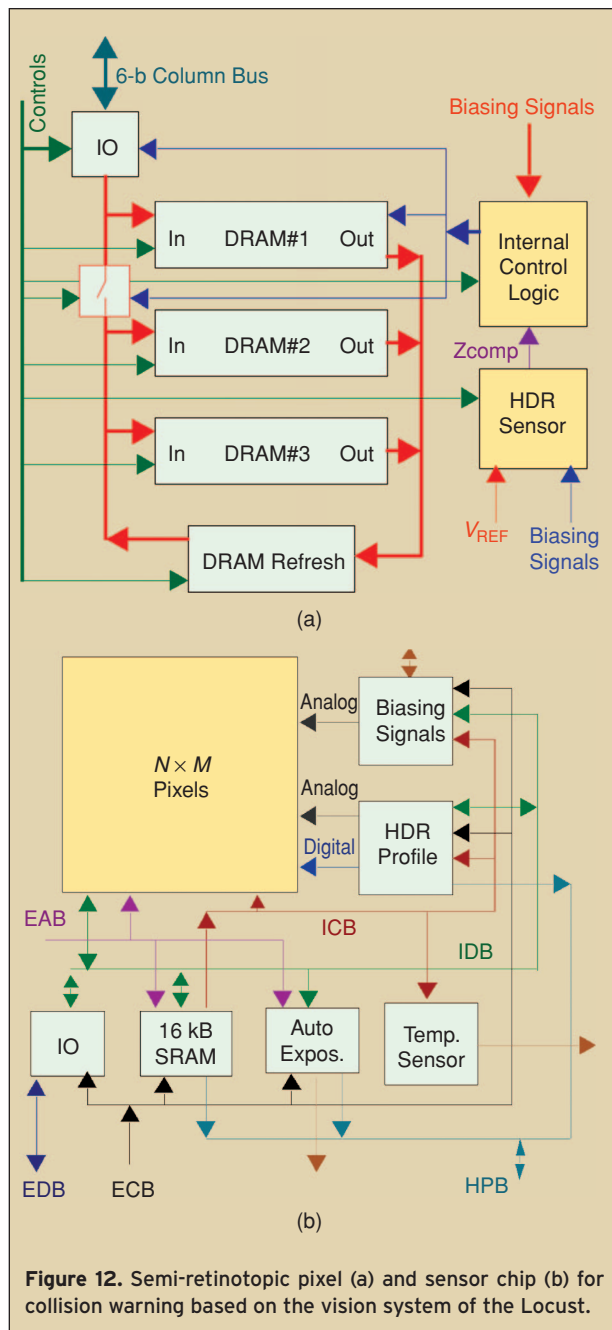 6-b Column Bus
Controls
IO
Biasing Signals
In DRAM#1 Out
Internal
Control
Logic
In DRAM#2 Out
Zcomp
HDR
Sensor
In DRAM#3 Out
VREF
Biasing
Signals
DRAM Refresh
(a)
Analog
Biasing
Signals
N × M
Pixels
Analog
HDR
Profile
Digital
EAB
ICB
IDB
IO
16 kB
SRAM
Auto
Expos.
Temp.
Sensor
EDB
ECB
HPB
(b)
Figure 12. Semi-retinotopic pixel (a) and sensor chip (b) for
collision warning based on the vision system of the Locust.